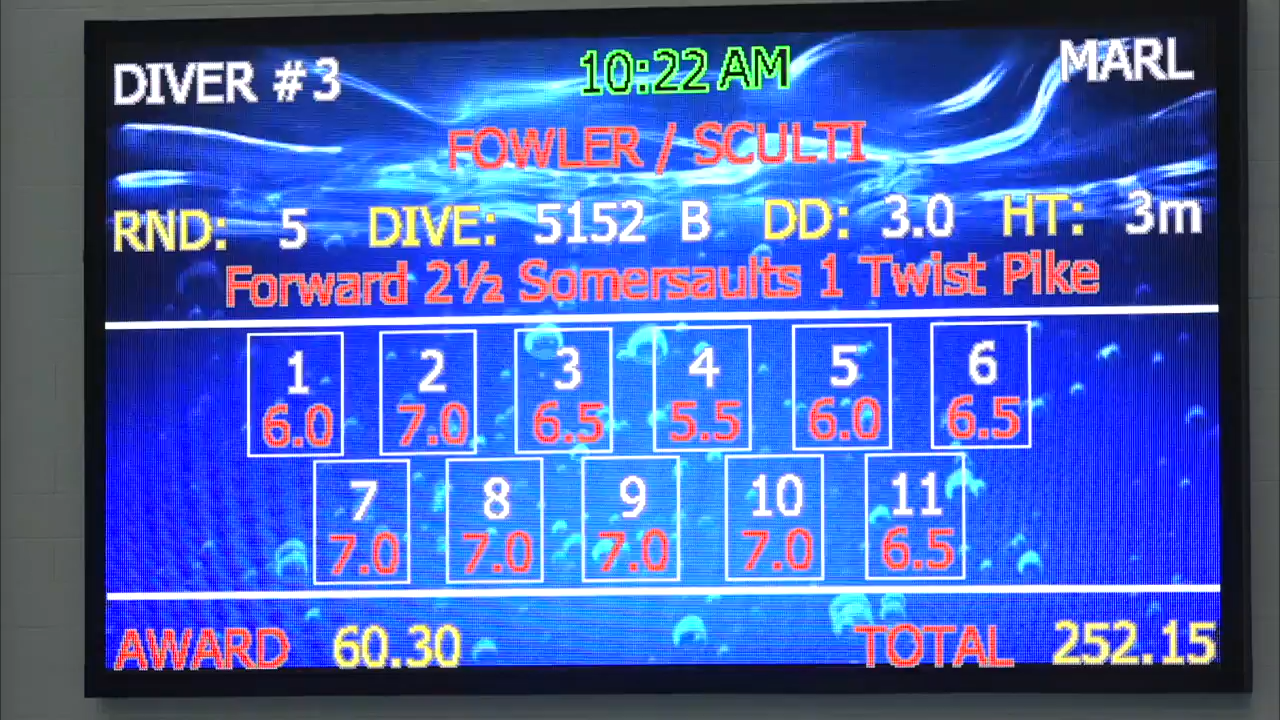 DIVER #3 10:22 AM MARL
FOWLER / SCULTI
RND: 5 DIVE: 5152 B DD: 3.0 HT: 3m
Forward 2½ Somersaults 1 Twist Pike
1 2 3 4 5 6
6.0 7.0 6.5 5.5 6.0 6.5
7 8 9 10 11
7.0 7.0 7.0 7.0 6.5
AWARD 60.30 TOTAL 252.15